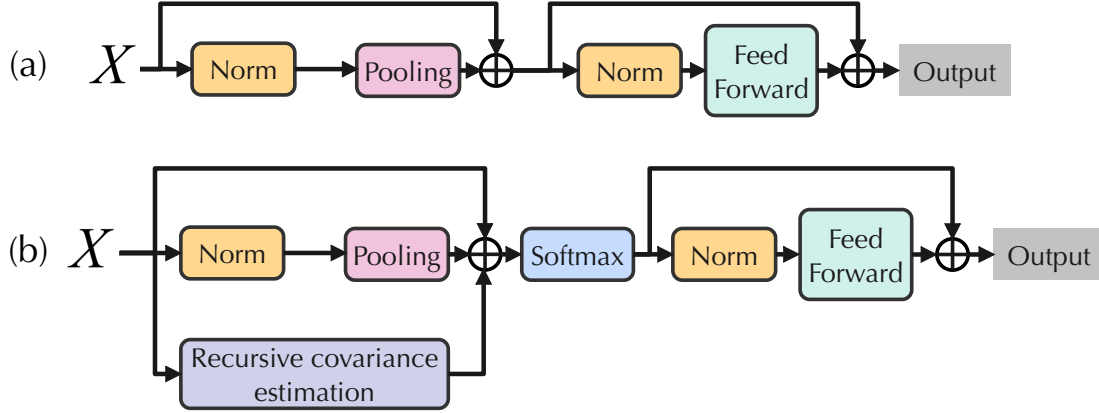 (a)
X
Norm
Pooling
Norm
Feed
Forward
Output
(b)
X
Norm
Pooling
Softmax
Norm
Feed
Forward
Output
Recursive covariance
estimation